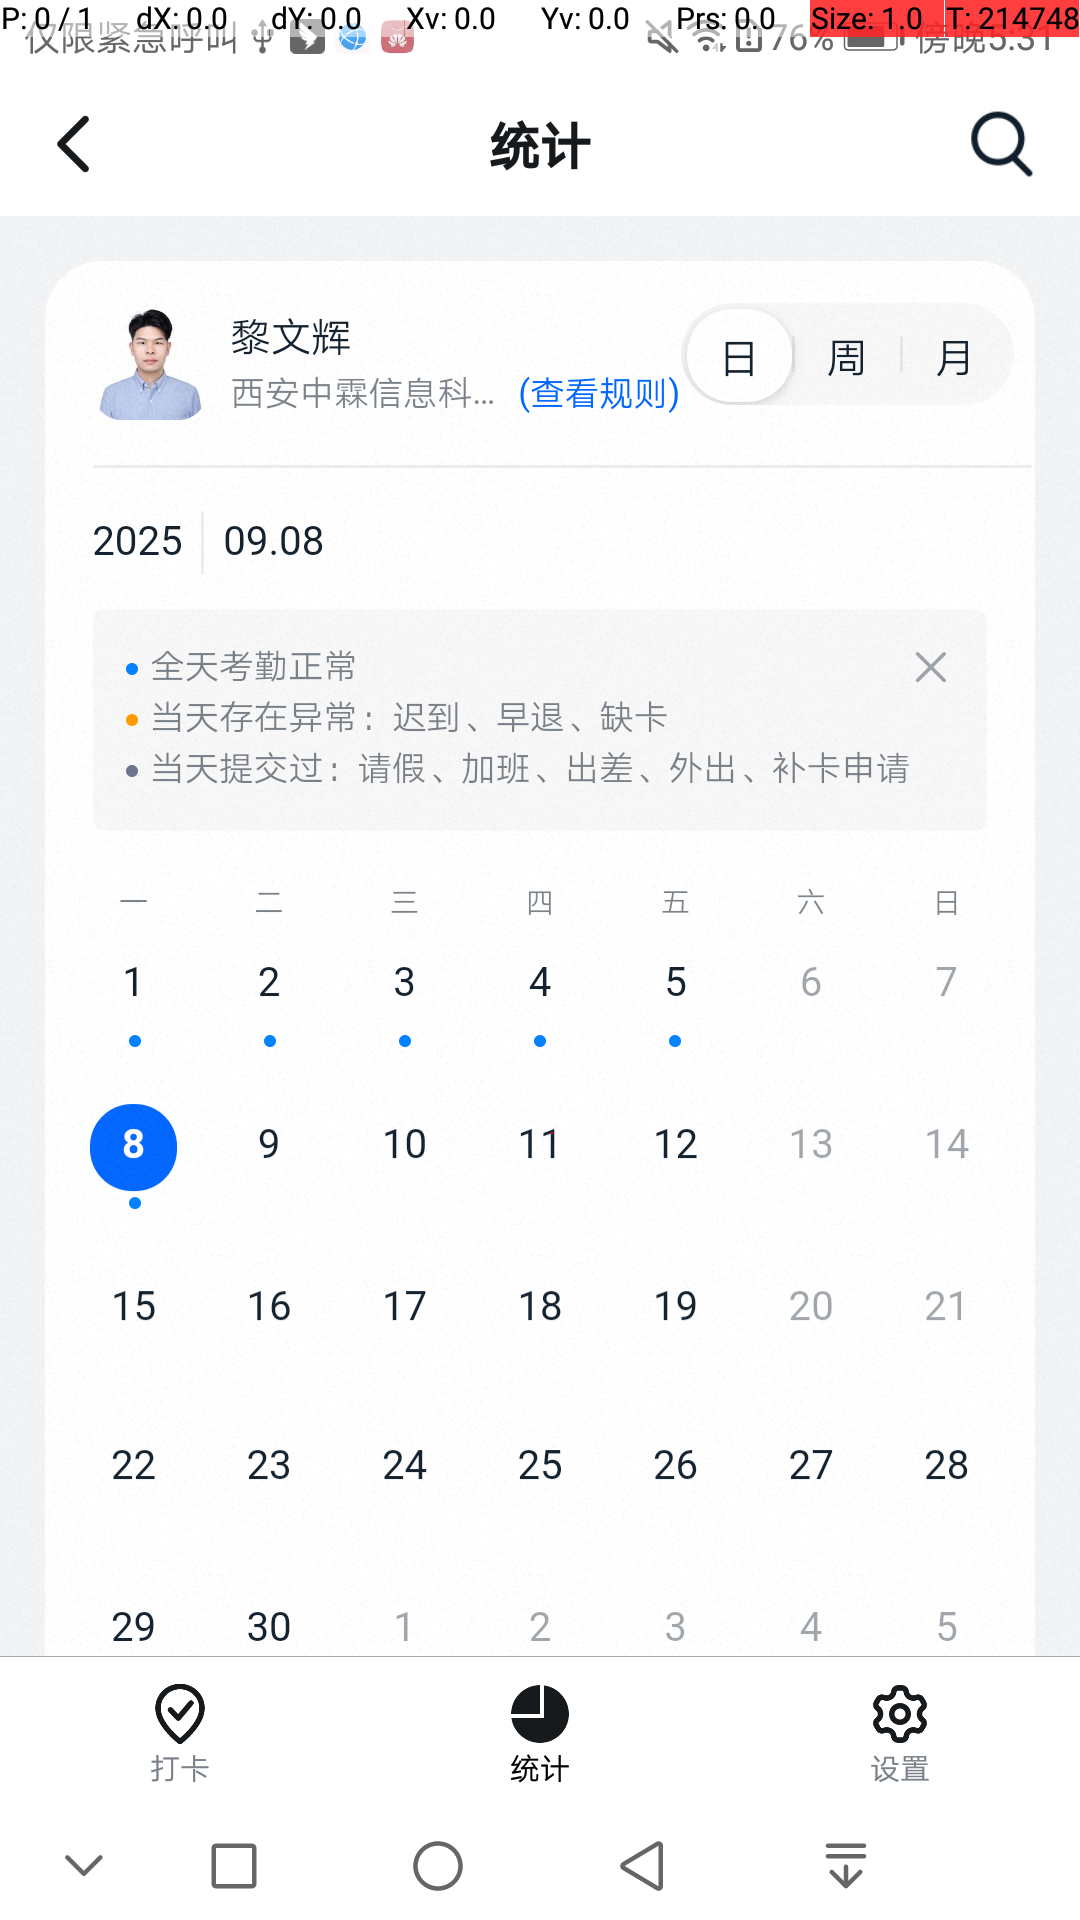 P: 0 / 1 dX: 0.0 dY: 0.0 Xv: 0.0 Yv: 0.0 Prs: 0.0 Size: 1.0 T: 214748
仅限紧急呼叫 76% 傍晚5:31
统计
黎文辉
西安中霖信息科... (查看规则)
日 周 月
2025 09.08
全天考勤正常
当天存在异常：迟到、早退、缺卡
当天提交过：请假、加班、出差、外出、补卡申请
一 二 三 四 五 六 日
1 2 3 4 5 6 7
8 9 10 11 12 13 14
15 16 17 18 19 20 21
22 23 24 25 26 27 28
29 30 1 2 3 4 5
打卡 统计 设置